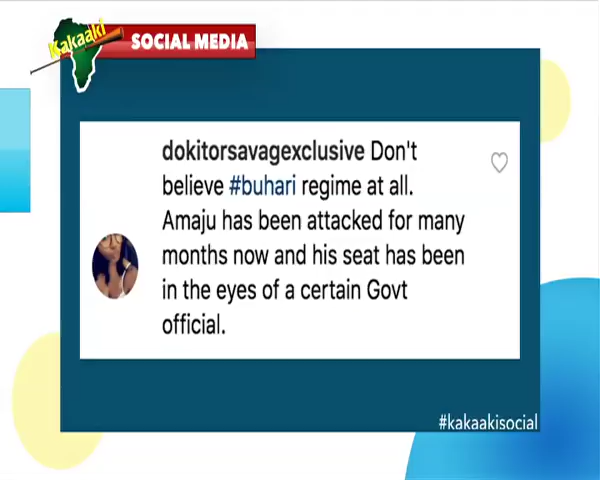 Kakaaki
SOCIAL MEDIA
dokitorsavagexclusive Don't
believe #buhari regime at all.
Amaju has been attacked for many
months now and his seat has been
in the eyes of a certain Govt
official.
#kakaakisocial